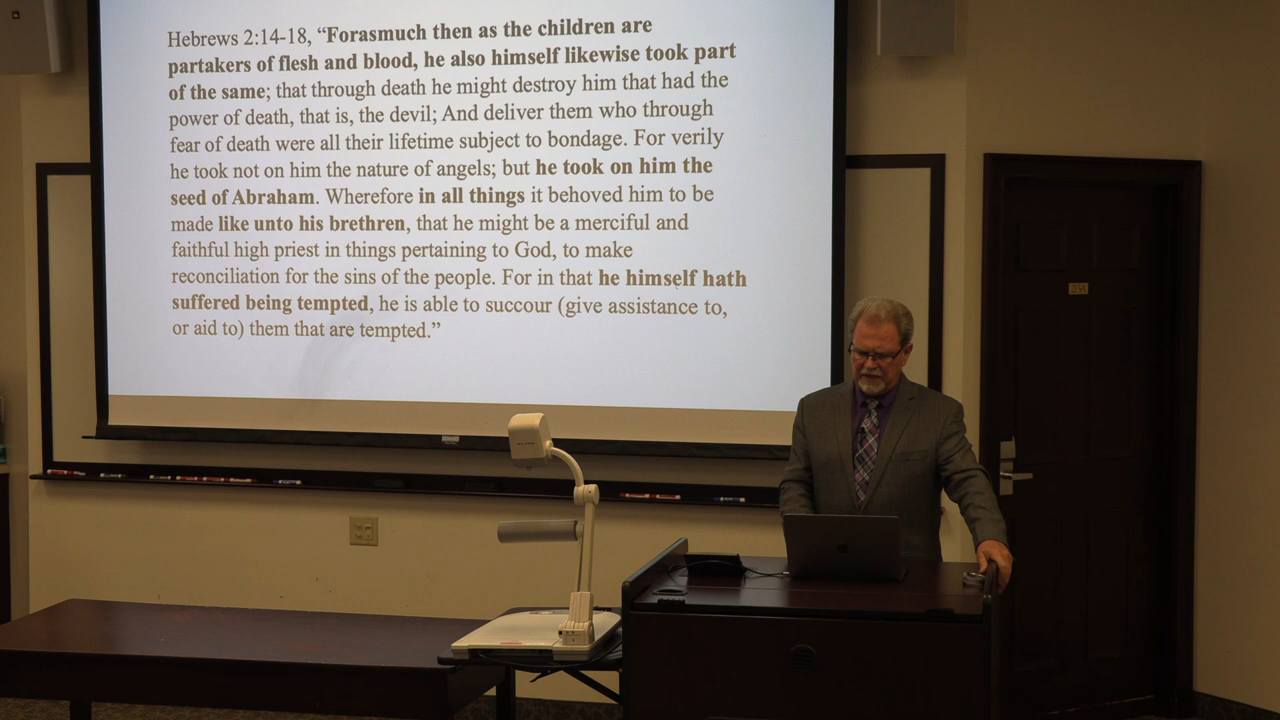 Hebrews 2:14-18, “Forasmuch then as the children are
partakers of flesh and blood, he also himself likewise took part
of the same; that through death he might destroy him that had the
power of death, that is, the devil; And deliver them who through
fear of death were all their lifetime subject to bondage. For verily
he took not on him the nature of angels; but he took on him the
seed of Abraham. Wherefore in all things it behoved him to be
made like unto his brethren, that he might be a merciful and
faithful high priest in things pertaining to God, to make
reconciliation for the sins of the people. For in that he himself hath
suffered being tempted, he is able to succour (give assistance to,
or aid to) them that are tempted.”